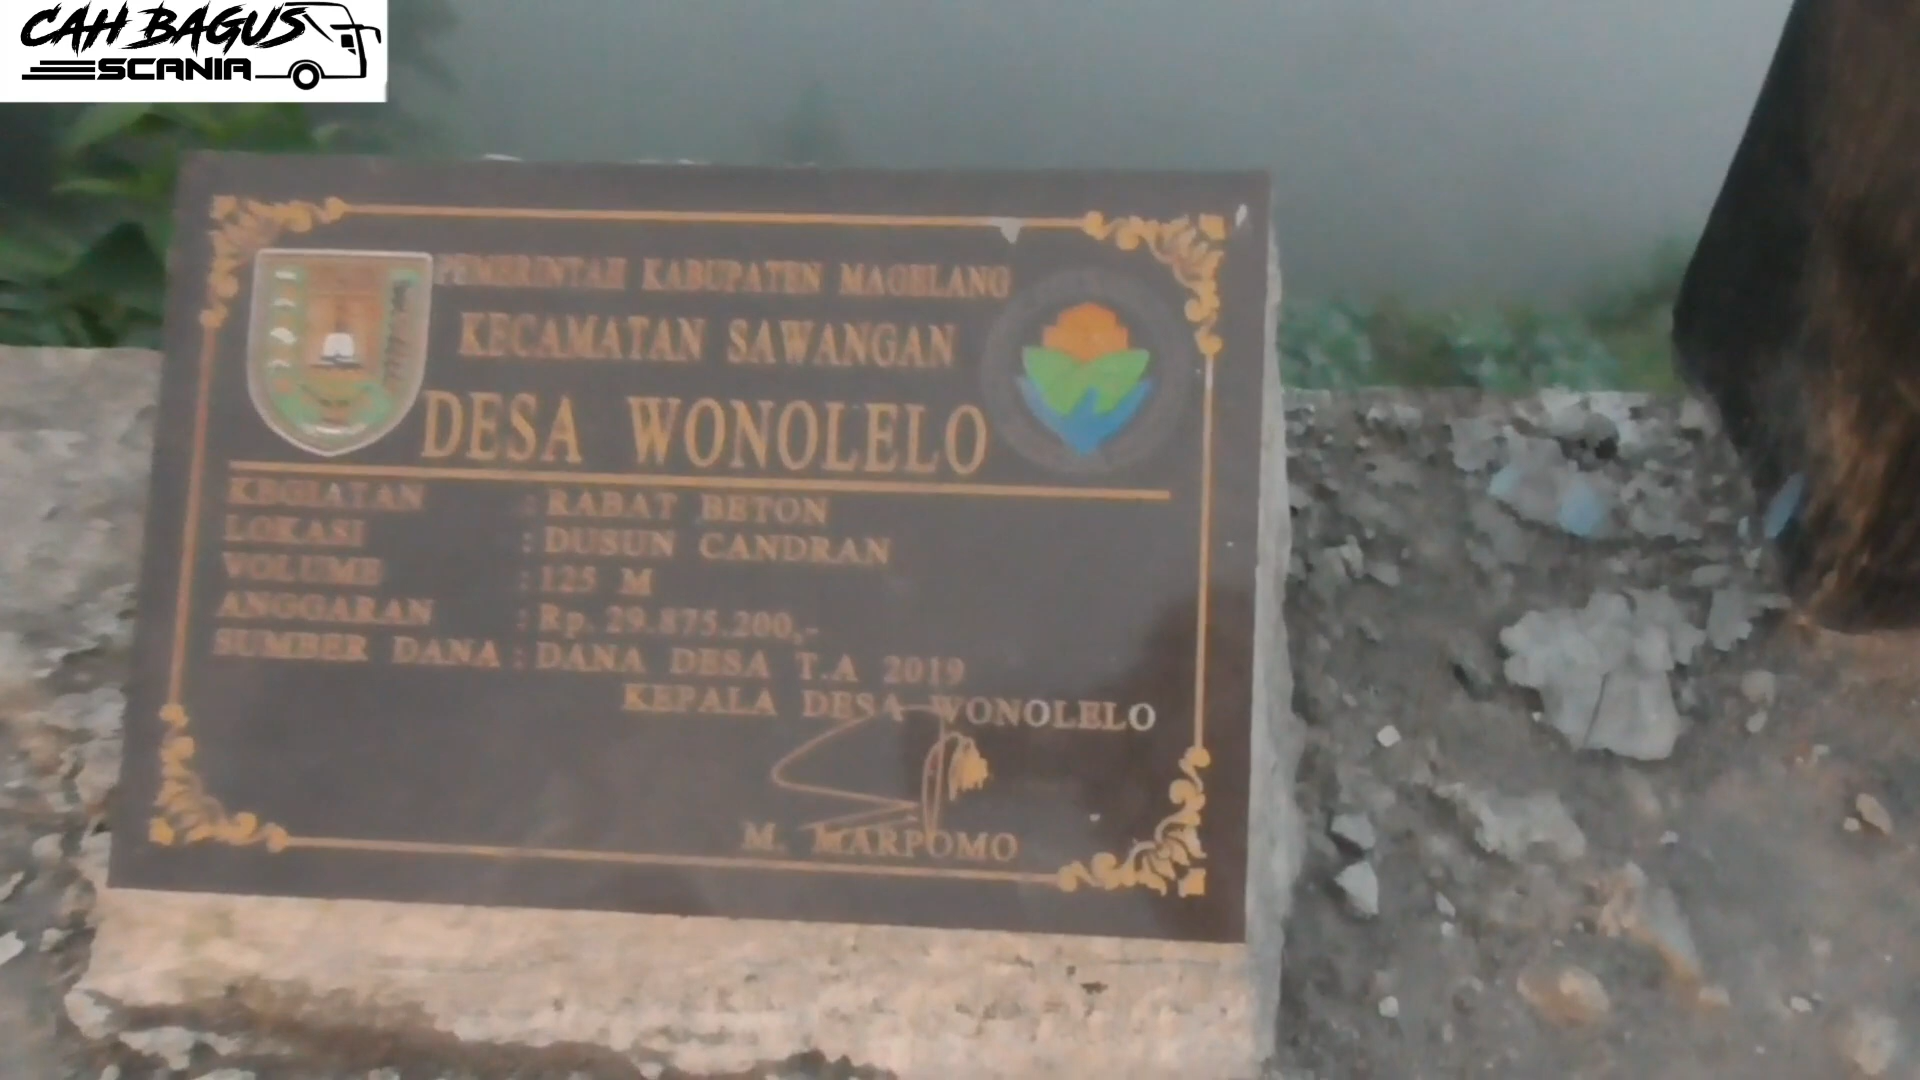 CAH BAGUS
SCANIA
PEMERINTAH KABUPATEN MAGELANG
KECAMATAN SAWANGAN
DESA WONOLELO
KEGIATAN : RABAT BETON
LOKASI : DUSUN CANDRAN
VOLUME : 125 M
ANGGARAN : Rp. 29.875.200,-
SUMBER DANA : DANA DESA T.A 2019
KEPALA DESA WONOLELO
M. MARPOMO